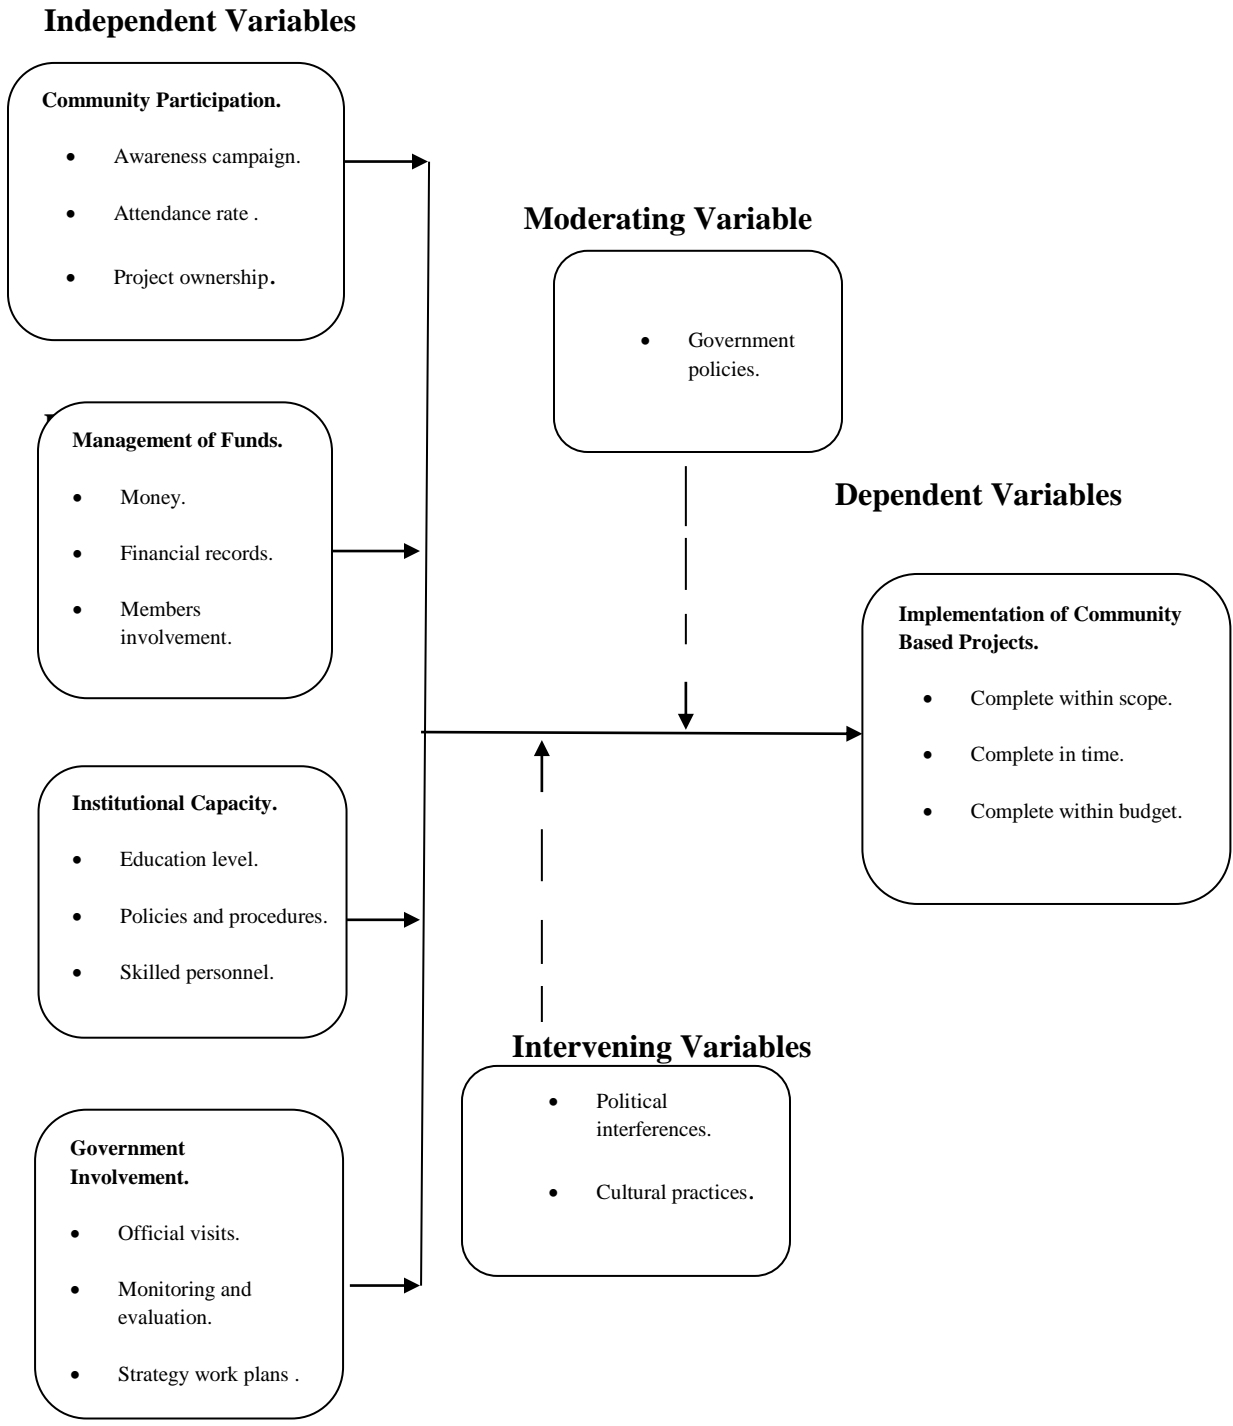 Independent Variables
Community Participation.
• Awareness campaign.
• Attendance rate .
• Project ownership.
Management of Funds.
• Money.
• Financial records.
• Members
involvement.
Institutional Capacity.
• Education level.
• Policies and procedures.
• Skilled personnel.
Government
Involvement.
• Official visits.
• Monitoring and
evaluation.
• Strategy work plans .
Moderating Variable
• Government
policies.
Intervening Variables
• Political
interferences.
• Cultural practices.
Dependent Variables
Implementation of Community
Based Projects.
• Complete within scope.
• Complete in time.
• Complete within budget.